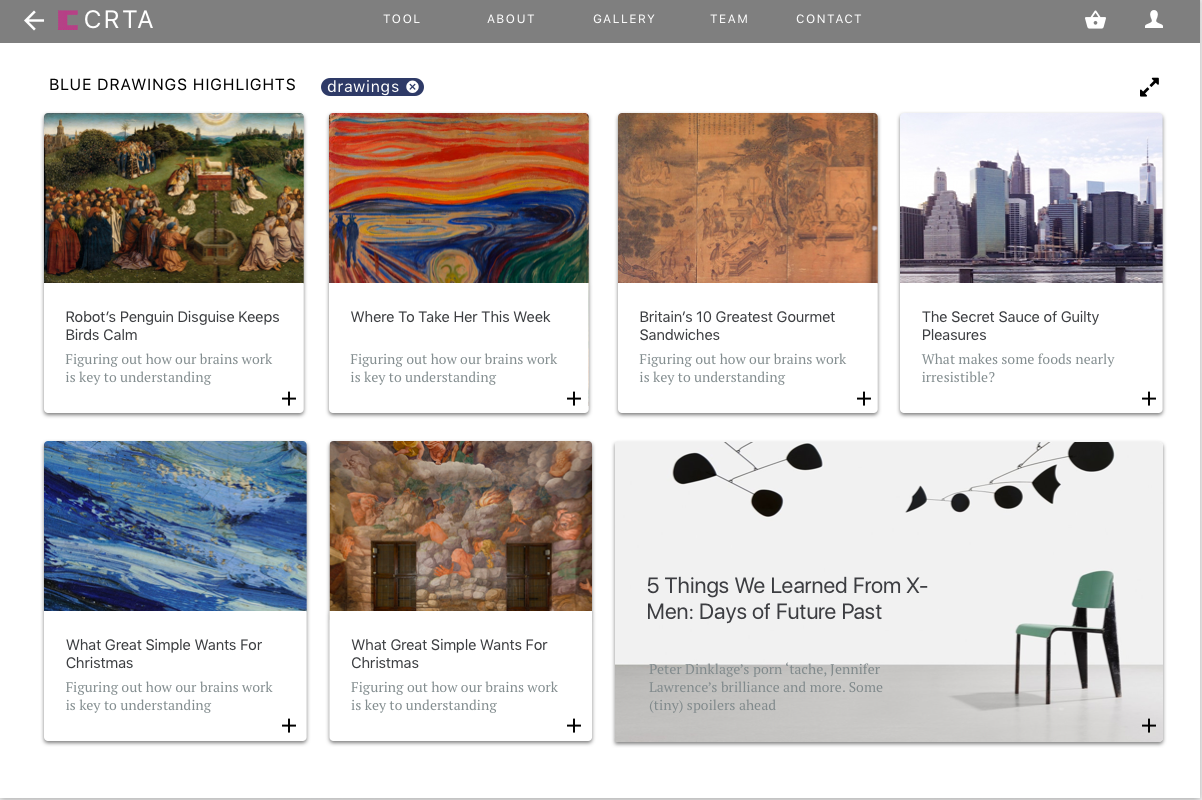 CRTA
TOOL ABOUT GALLERY TEAM CONTACT
BLUE DRAWINGS HIGHLIGHTS
drawings
Robot's Penguin Disguise Keeps
Birds Calm
Figuring out how our brains work
is key to understanding
Where To Take Her This Week
Figuring out how our brains work
is key to understanding
Britain's 10 Greatest Gourmet
Sandwiches
Figuring out how our brains work
is key to understanding
The Secret Sauce of Guilty
Pleasures
What makes some foods nearly
irresistible?
What Great Simple Wants For
Christmas
Figuring out how our brains work
is key to understanding
What Great Simple Wants For
Christmas
Figuring out how our brains work
is key to understanding
5 Things We Learned From X-
Men: Days of Future Past
Peter Dinklage's porn ‘tache, Jennifer
Lawrence's brilliance and more. Some
(tiny) spoilers ahead